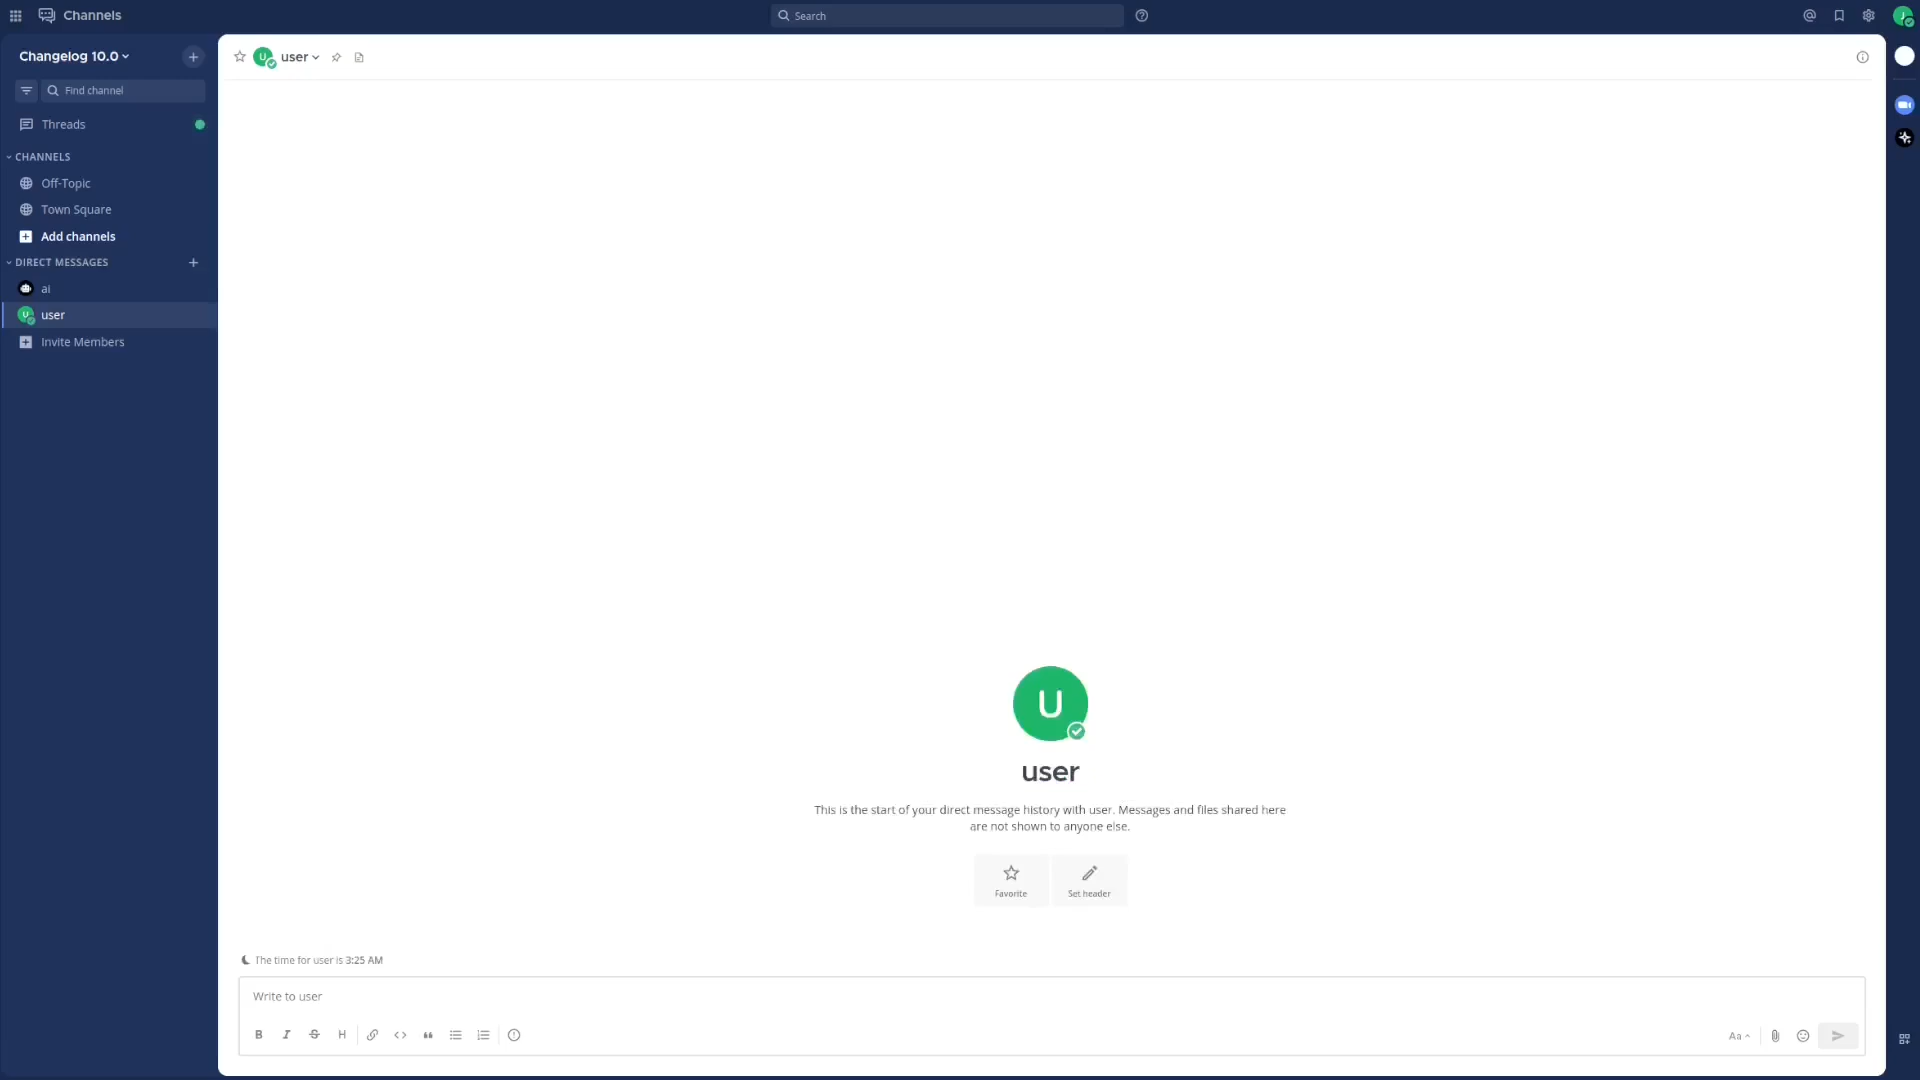 Channels
Search
J
Changelog 10.0
Find channel
Threads
CHANNELS
Off-Topic
Town Square
Add channels
DIRECT MESSAGES
ai
U user
Invite Members
U user
U
user
This is the start of your direct message history with user. Messages and files shared here
are not shown to anyone else.
Favorite
Set header
The time for user is 3:25 AM
Write to user
B I S H
Aa